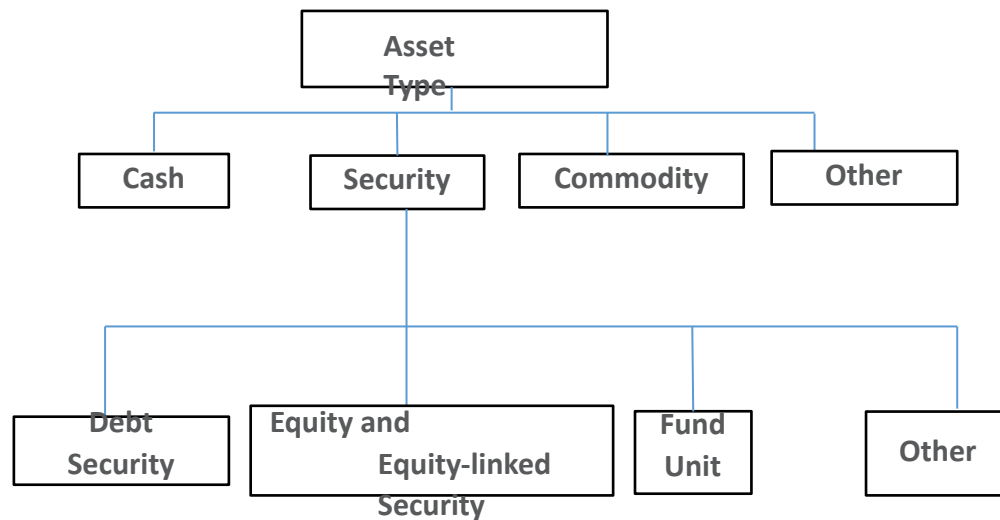 Asset
Type
Cash
Security
Commodity
Other
Debt
Security
Equity and
Equity-linked
Security
Fund
Unit
Other